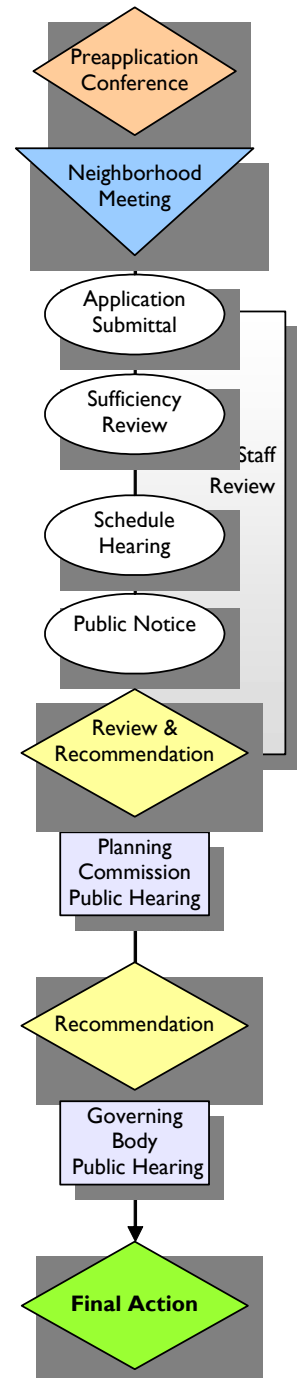 Preapplication
Conference
Neighborhood
Meeting
Application
Submittal
Sufficiency
Review
Staff
Review
Schedule
Hearing
Public Notice
Review &
Recommendation
Planning
Commission
Public Hearing
Recommendation
Governing
Body
Public Hearing
Final Action